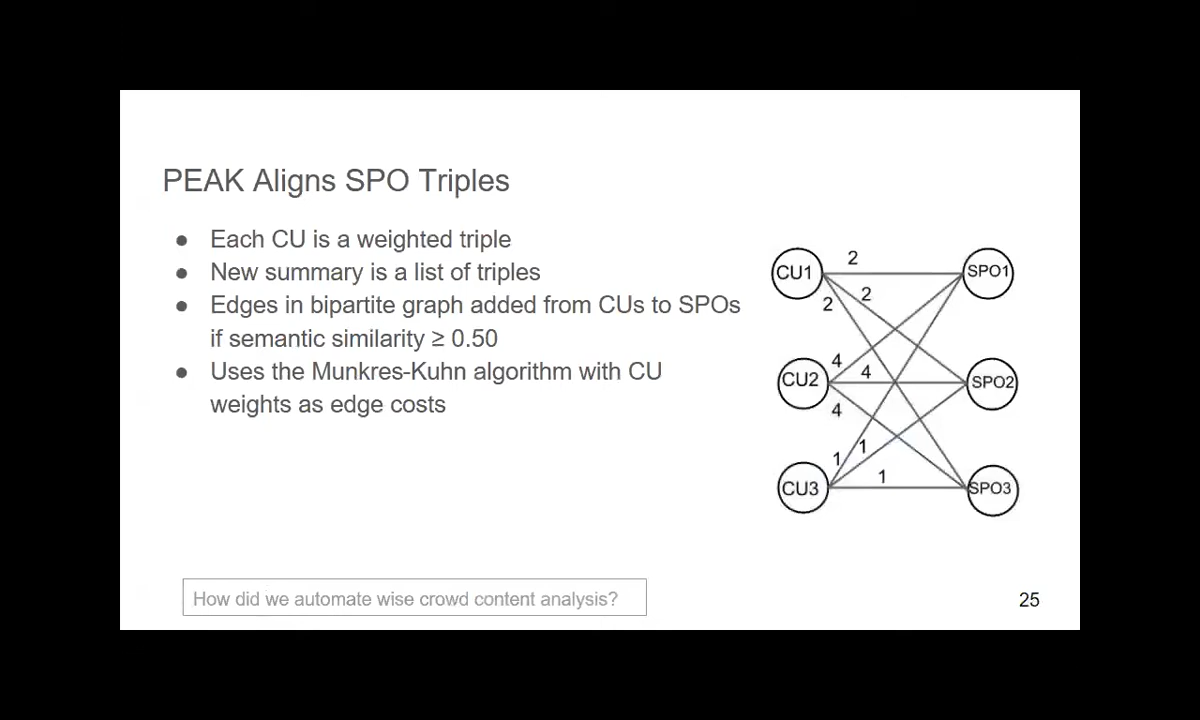 PEAK Aligns SPO Triples
● Each CU is a weighted triple
● New summary is a list of triples
● Edges in bipartite graph added from CUs to SPOs
if semantic similarity ≥ 0.50
● Uses the Munkres-Kuhn algorithm with CU
weights as edge costs
CU1
2
2
2
SPO1
CU2
4
4
4
SPO2
CU3
1
1
1
SPO3
How did we automate wise crowd content analysis?
25